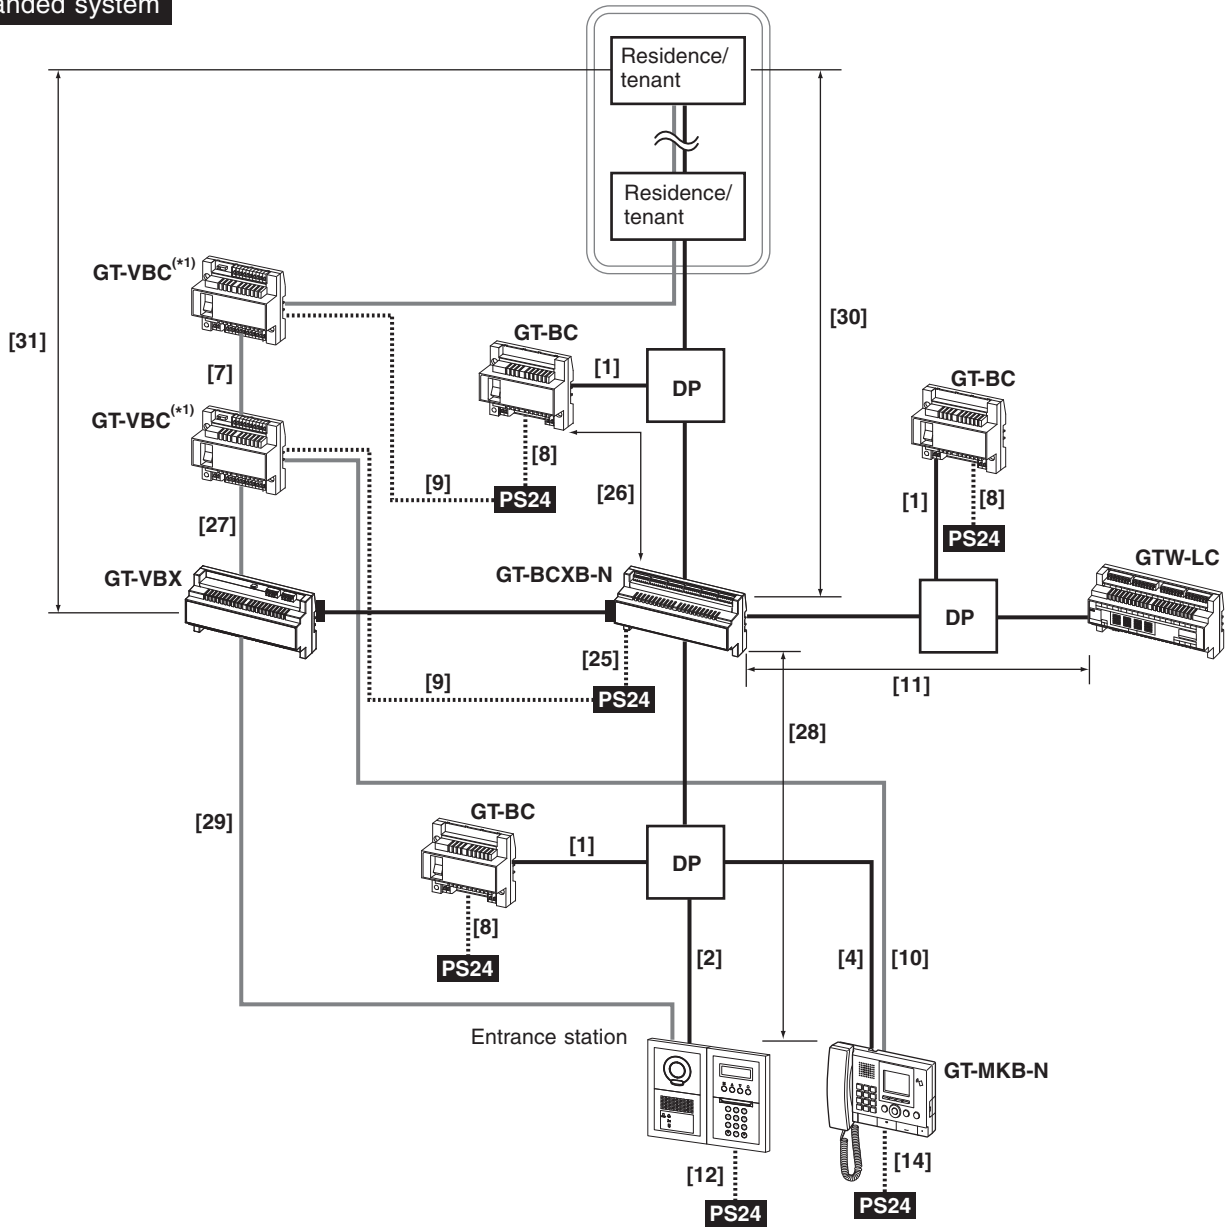 anded system
Residence/
tenant
Residence/
tenant
GT-VBC(*1)
[31]
[30]
GT-BC
[7]
[1]
DP
GT-BC
GT-VBC(*1)
[8]
[9]
PS24
[26]
[1]
[8]
[27]
PS24
GT-VBX
GT-BCXB-N
GTW-LC
DP
[25]
[9]
PS24
[11]
[28]
[29]
GT-BC
[1]
DP
[8]
[2]
[4]
[10]
PS24
Entrance station
GT-MKB-N
[12]
[14]
PS24
PS24